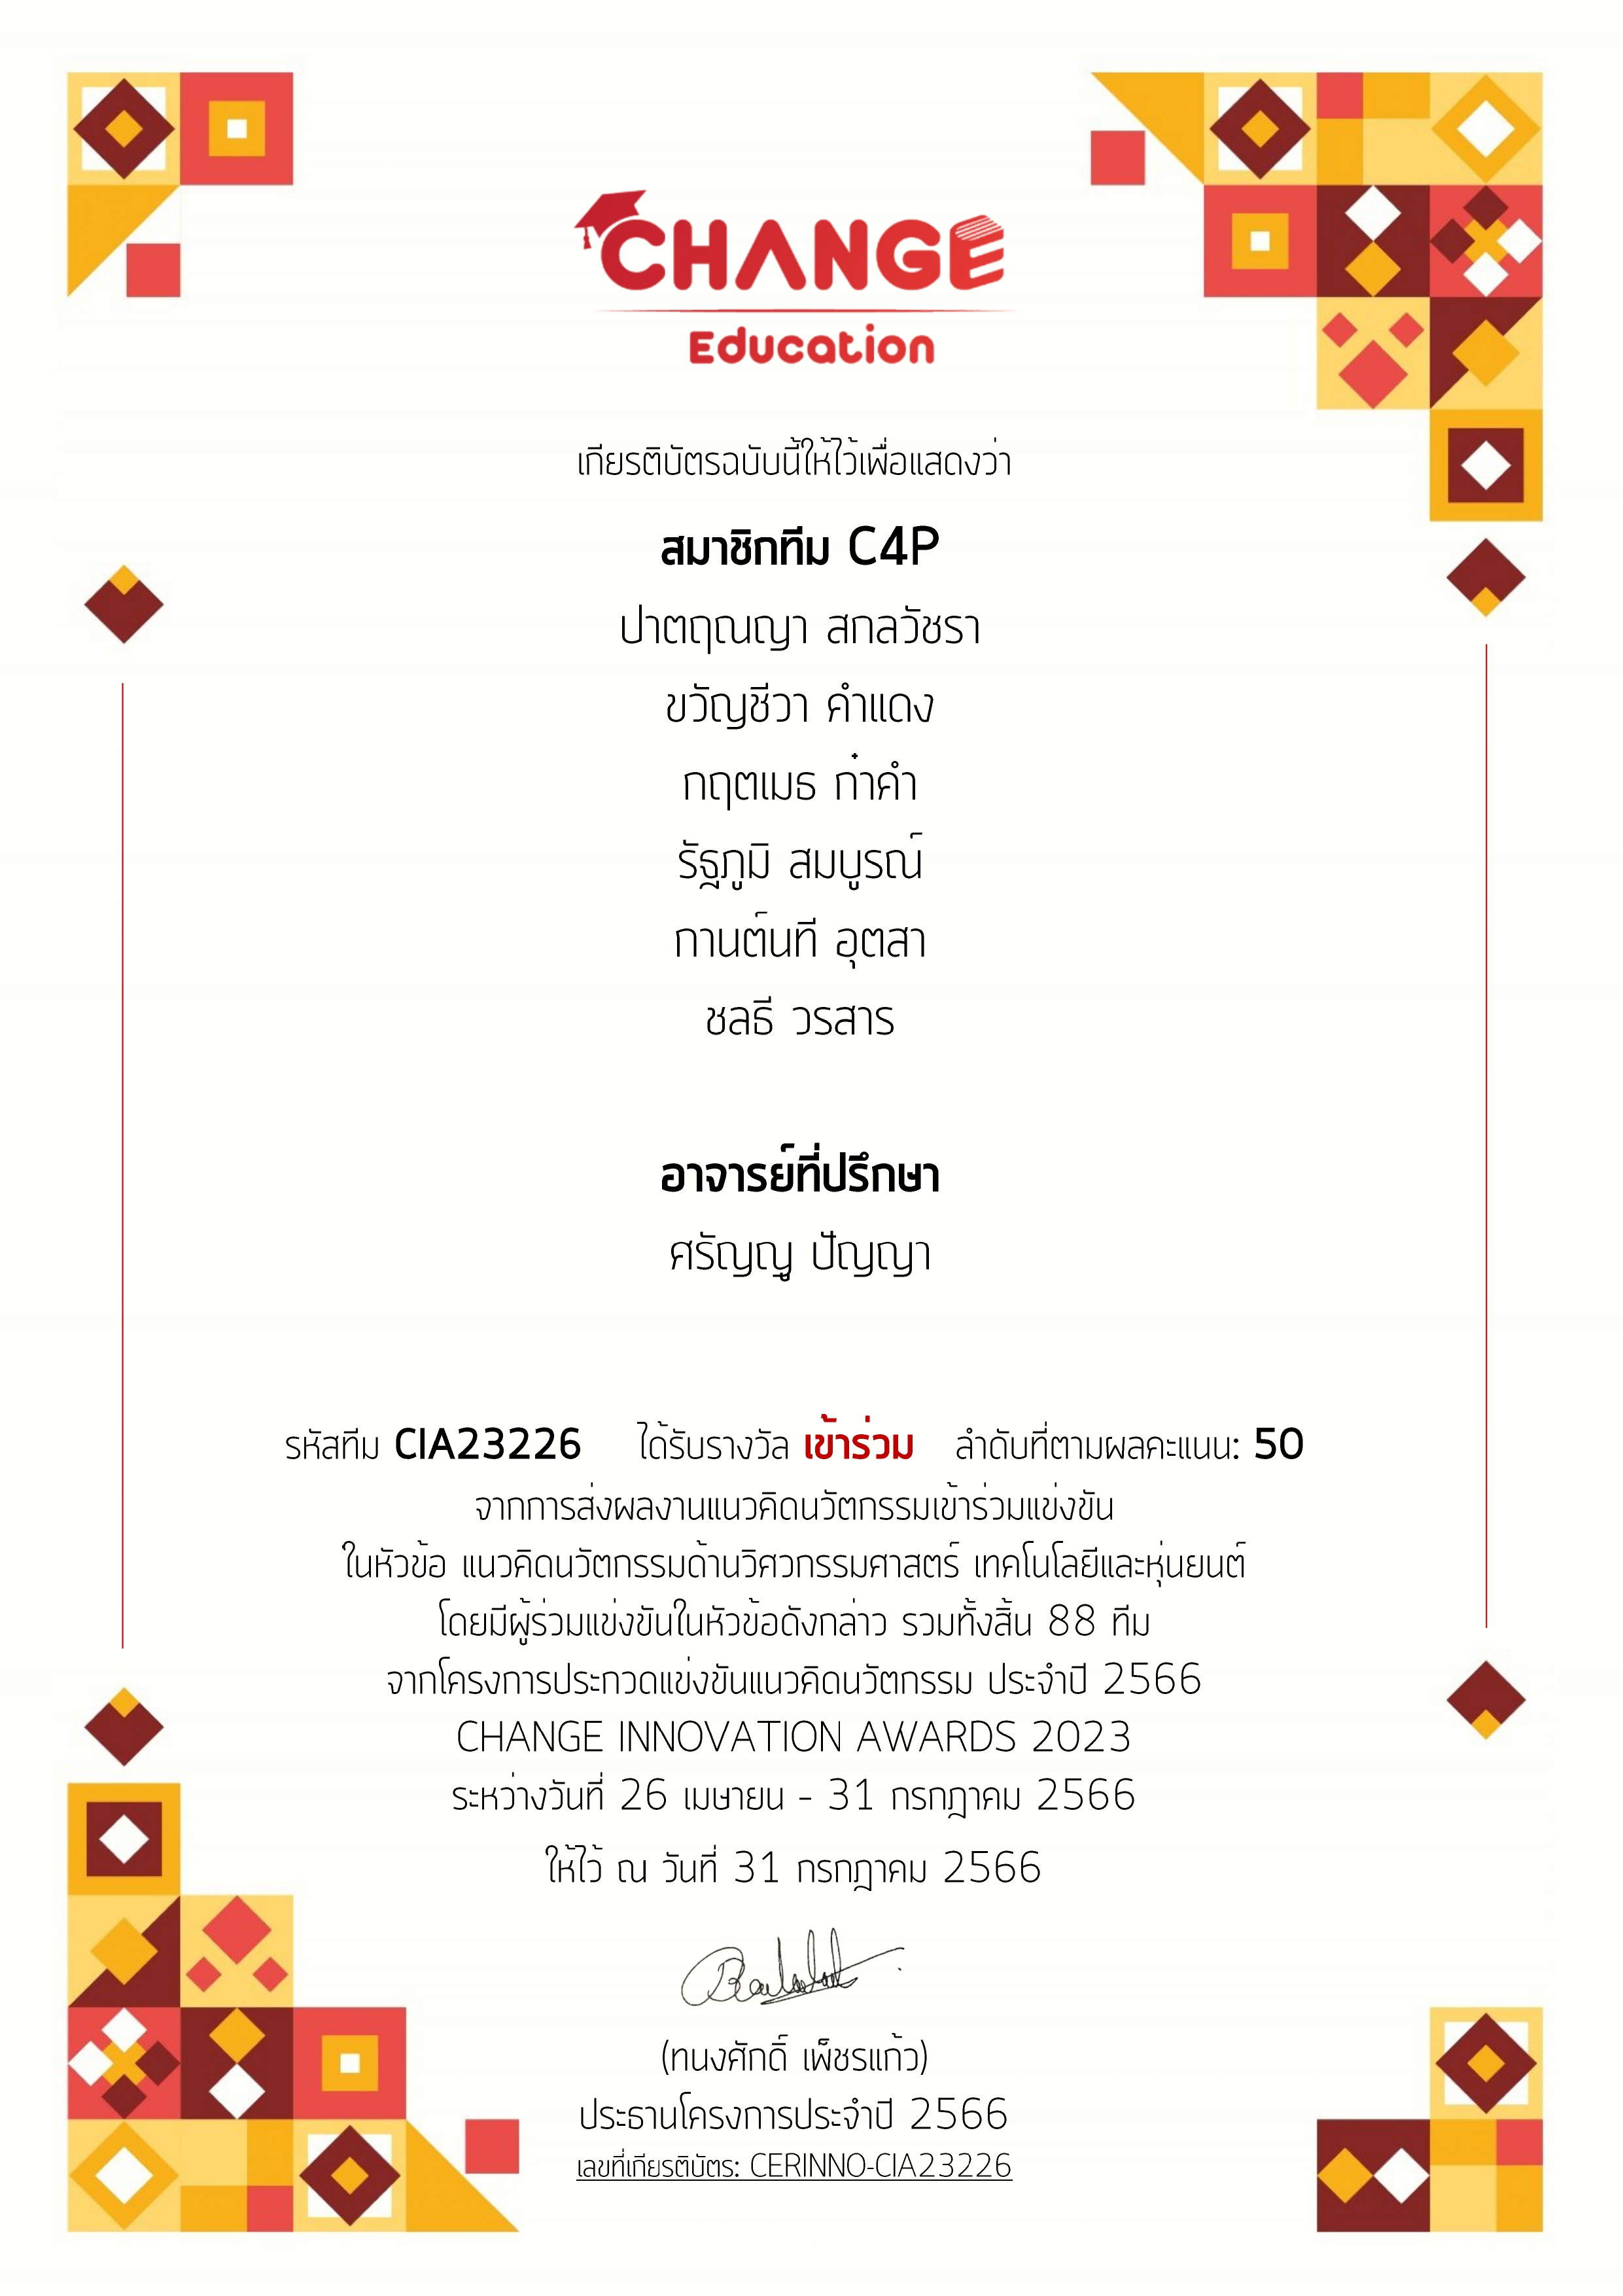 CHANGE
Education
เกียรติบัตรฉบับนี้ให้ไว้เพื่อแสดงว่า
สมาชิกทีม C4P
ปาตฤณญา สกลวัชรา
ขวัญชีวา คำแดง
กฤตเมธ ก๋าคำ
รัฐภูมิ สมบูรณ์
กานต์นที อุตสา
ชลธี วรสาร
อาจารย์ที่ปรึกษา
ศรัญญู ปัญญา
รหัสทีม CIA23226 ได้รับรางวัล เข้าร่วม ลำดับที่ตามผลคะแนน: 50
จากการส่งผลงานแนวคิดนวัตกรรมเข้าร่วมแข่งขัน
ในหัวข้อ แนวคิดนวัตกรรมด้านวิศวกรรมศาสตร์ เทคโนโลยีและหุ่นยนต์
โดยมีผู้ร่วมแข่งขันในหัวข้อดังกล่าว รวมทั้งสิ้น 88 ทีม
จากโครงการประกวดแข่งขันแนวคิดนวัตกรรม ประจำปี 2566
CHANGE INNOVATION AWARDS 2023
ระหว่างวันที่ 26 เมษายน - 31 กรกฎาคม 2566
ให้ไว้ ณ วันที่ 31 กรกฎาคม 2566
(ทนงศักดิ์ เพ็ชรแก้ว)
ประธานโครงการประจำปี 2566
เลขที่เกียรติบัตร: CERINNO-CIA23226